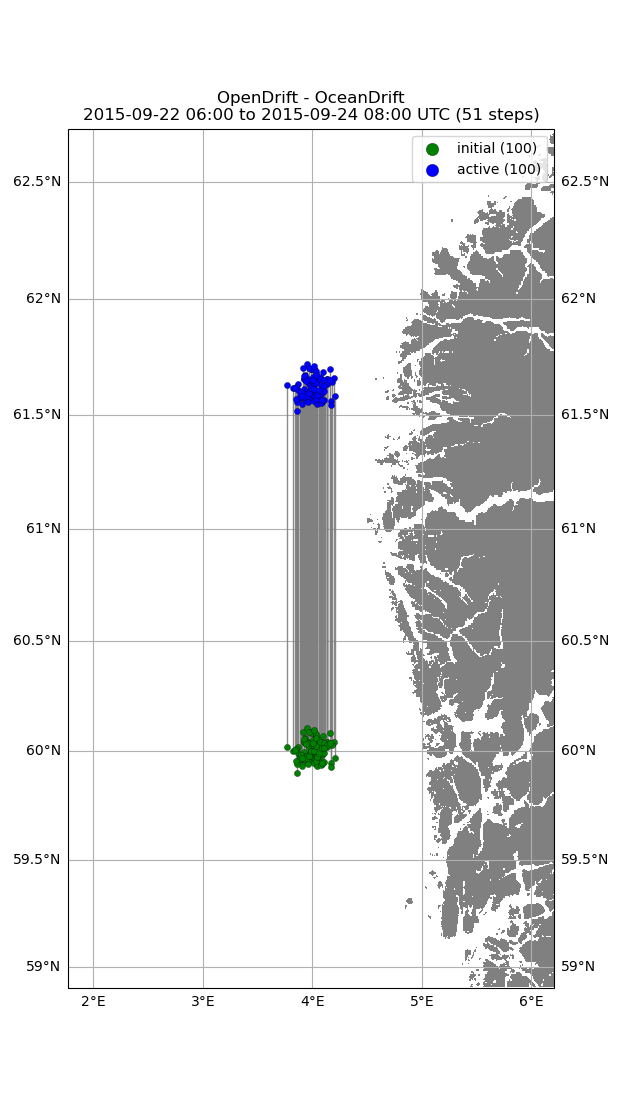 OpenDrift - OceanDrift
2015-09-22 06:00 to 2015-09-24 08:00 UTC (51 steps)
initial (100)
active (100)
62.5°N 62.5°N
62°N 62°N
61.5°N 61.5°N
61°N 61°N
60.5°N 60.5°N
60°N 60°N
59.5°N 59.5°N
59°N 59°N
2°E 3°E 4°E 5°E 6°E